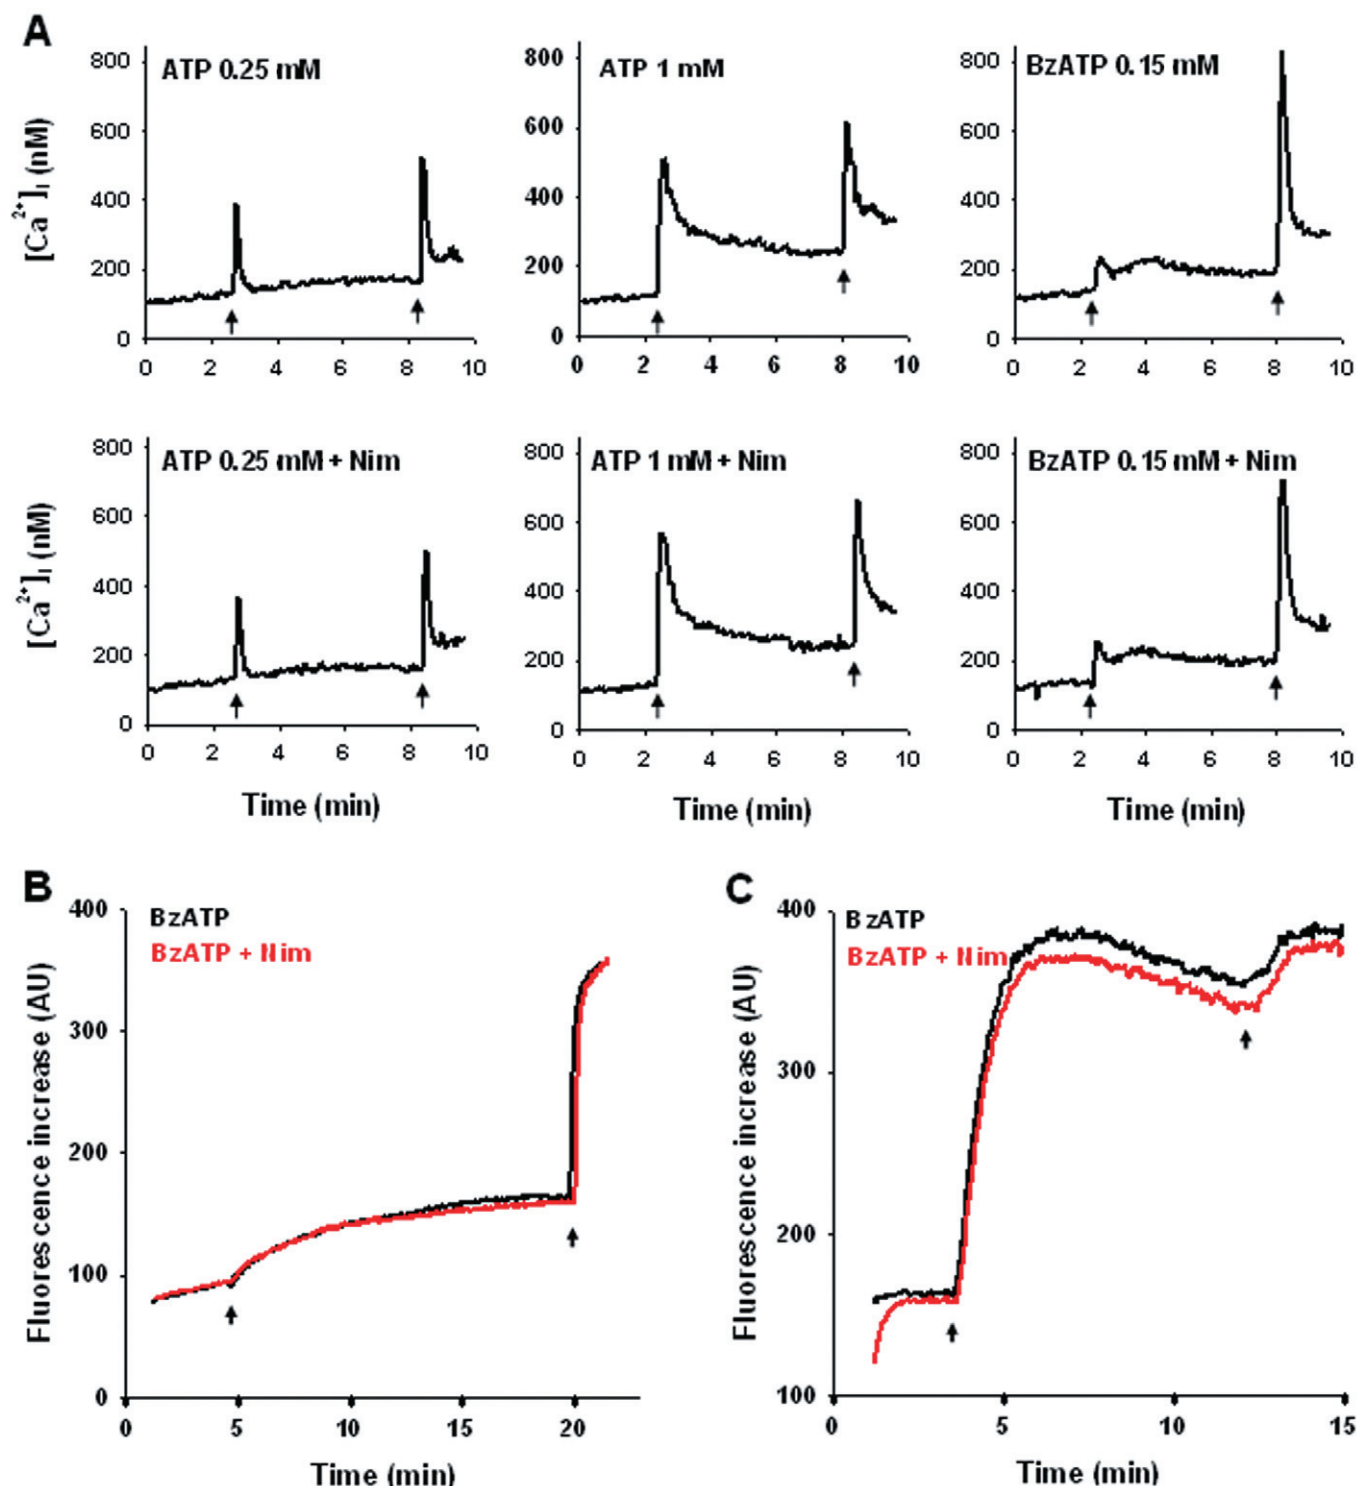 A
ATP 0.25 mM
ATP 1 mM
BzATP 0.15 mM
[Ca2+]I (nM)
800
600
400
200
0
0 2 4 6 8 10
800
600
400
200
0
0 2 4 6 8 10
800
600
400
200
0
0 2 4 6 8 10
ATP 0.25 mM + Nim
ATP 1 mM + Nim
BzATP 0.15 mM + Nim
[Ca2+]I (nM)
800
600
400
200
0
0 2 4 6 8 10
800
600
400
200
0
0 2 4 6 8 10
800
600
400
200
0
0 2 4 6 8 10
Time (min)
Time (min)
Time (min)
B
BzATP
BzATP + Nim
Fluorescence increase (AU)
400
300
200
100
0
0 5 10 15 20
Time (min)
C
BzATP
BzATP + Nim
Fluorescence increase (AU)
400
300
200
100
0 5 10 15
Time (min)